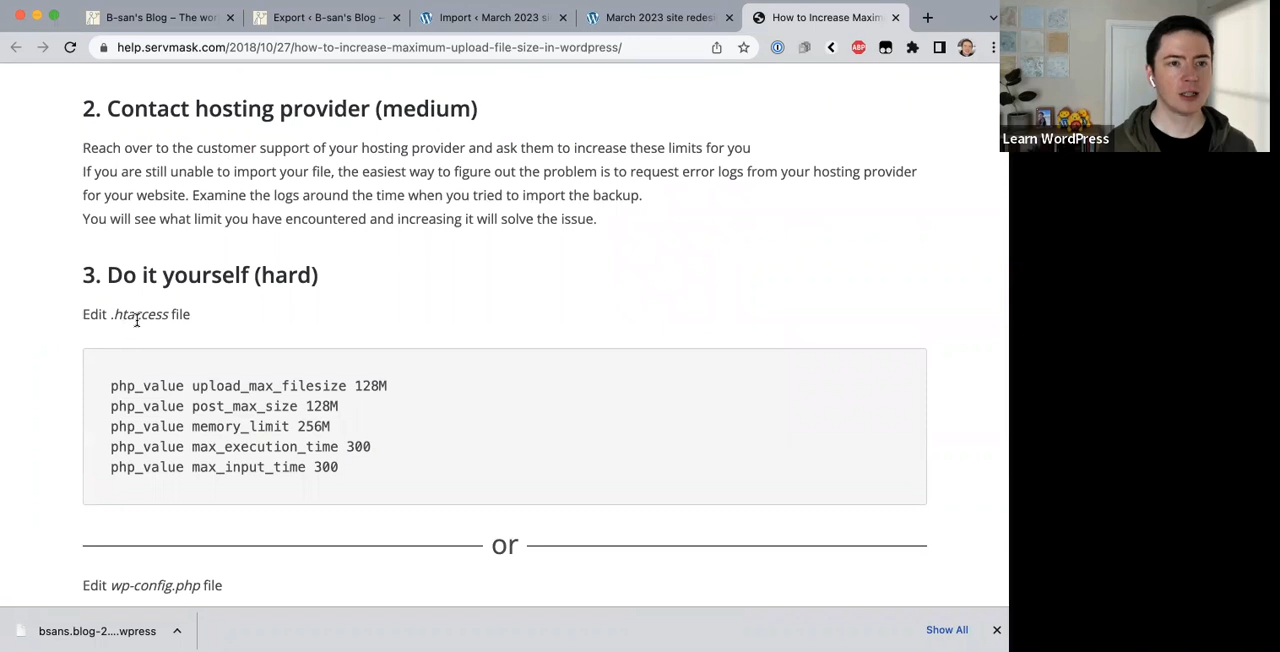 B-san's Blog – The wor
Export ‹ B-san's Blog –
Import ‹ March 2023 si
March 2023 site redes
How to Increase Maxim
help.servmask.com/2018/10/27/how-to-increase-maximum-upload-file-size-in-wordpress/
ABP
Learn WordPress
2. Contact hosting provider (medium)
Reach over to the customer support of your hosting provider and ask them to increase these limits for you
If you are still unable to import your file, the easiest way to figure out the problem is to request error logs from your hosting provider
for your website. Examine the logs around the time when you tried to import the backup.
You will see what limit you have encountered and increasing it will solve the issue.
3. Do it yourself (hard)
Edit .htaccess file
php_value upload_max_filesize 128M
php_value post_max_size 128M
php_value memory_limit 256M
php_value max_execution_time 300
php_value max_input_time 300
or
Edit wp-config.php file
bsans.blog-2....wpress
Show All